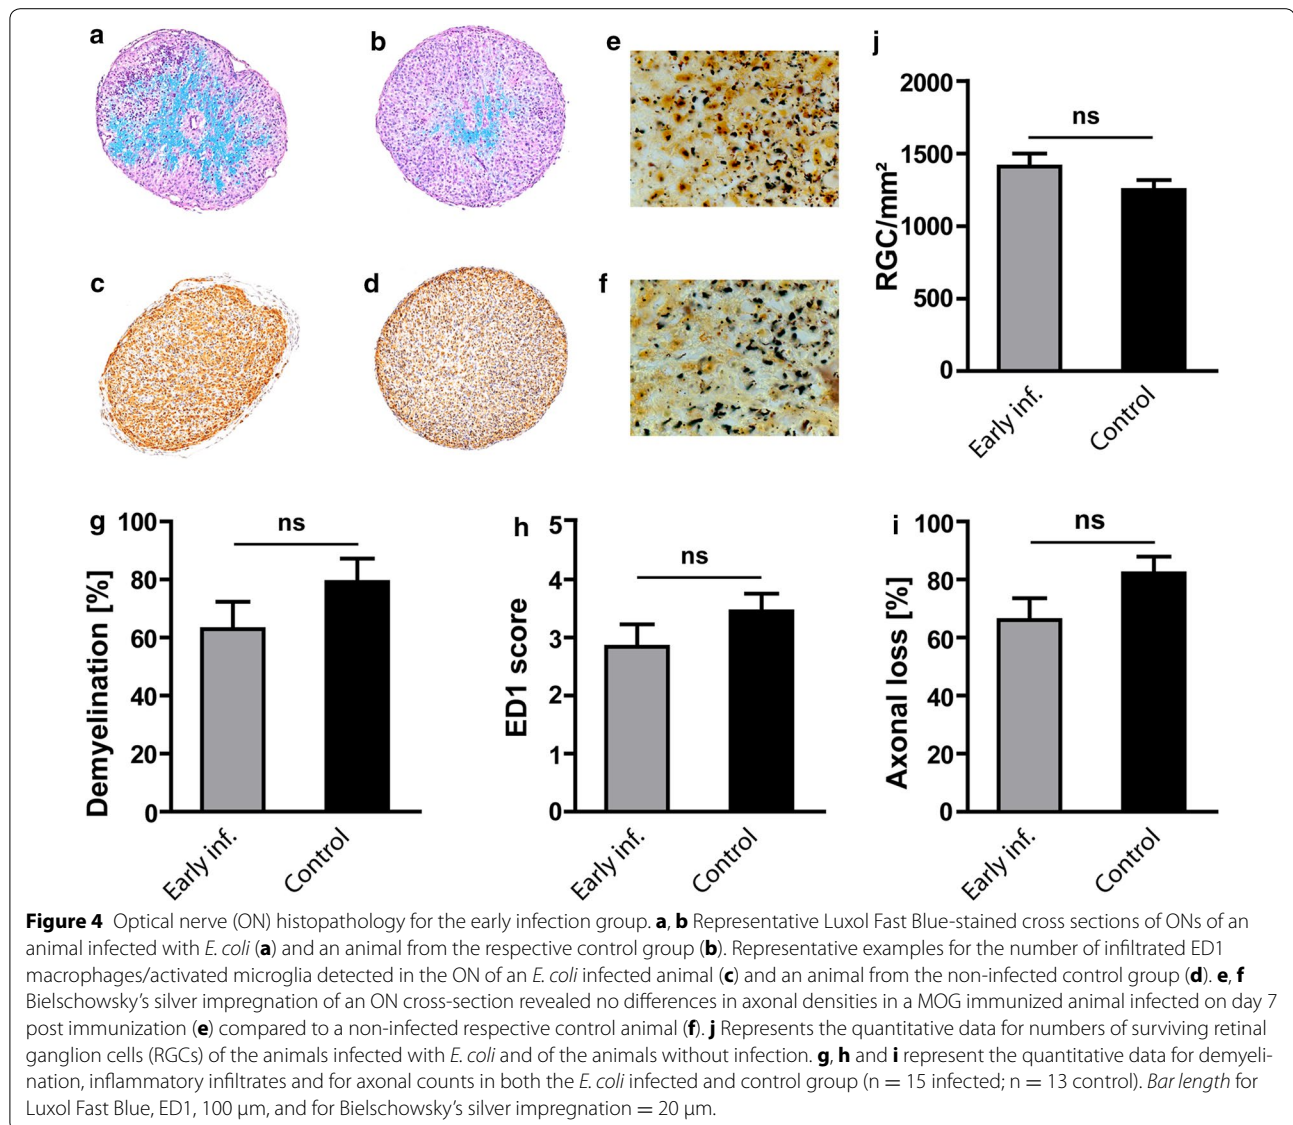 a
b
e
j
2000
1500
1000
500
0
RGC/mm²
ns
Early inf.
Control
c
d
f
g
100
80
60
40
20
0
Demyelination [%]
ns
Early inf.
Control
h
5
4
3
2
1
0
ED1 score
ns
Early inf.
Control
i
100
80
60
40
20
0
Axonal loss [%]
ns
Early inf.
Control
Figure 4 Optical nerve (ON) histopathology for the early infection group. a, b Representative Luxol Fast Blue-stained cross sections of ONs of an
animal infected with E. coli (a) and an animal from the respective control group (b). Representative examples for the number of infiltrated ED1
macrophages/activated microglia detected in the ON of an E. coli infected animal (c) and an animal from the non-infected control group (d). e, f
Bielschowsky's silver impregnation of an ON cross-section revealed no differences in axonal densities in a MOG immunized animal infected on day 7
post immunization (e) compared to a non-infected respective control animal (f). j Represents the quantitative data for numbers of surviving retinal
ganglion cells (RGCs) of the animals infected with E. coli and of the animals without infection. g, h and i represent the quantitative data for demyeli-
nation, inflammatory infiltrates and for axonal counts in both the E. coli infected and control group (n = 15 infected; n = 13 control). Bar length for
Luxol Fast Blue, ED1, 100 μm, and for Bielschowsky's silver impregnation = 20 μm.